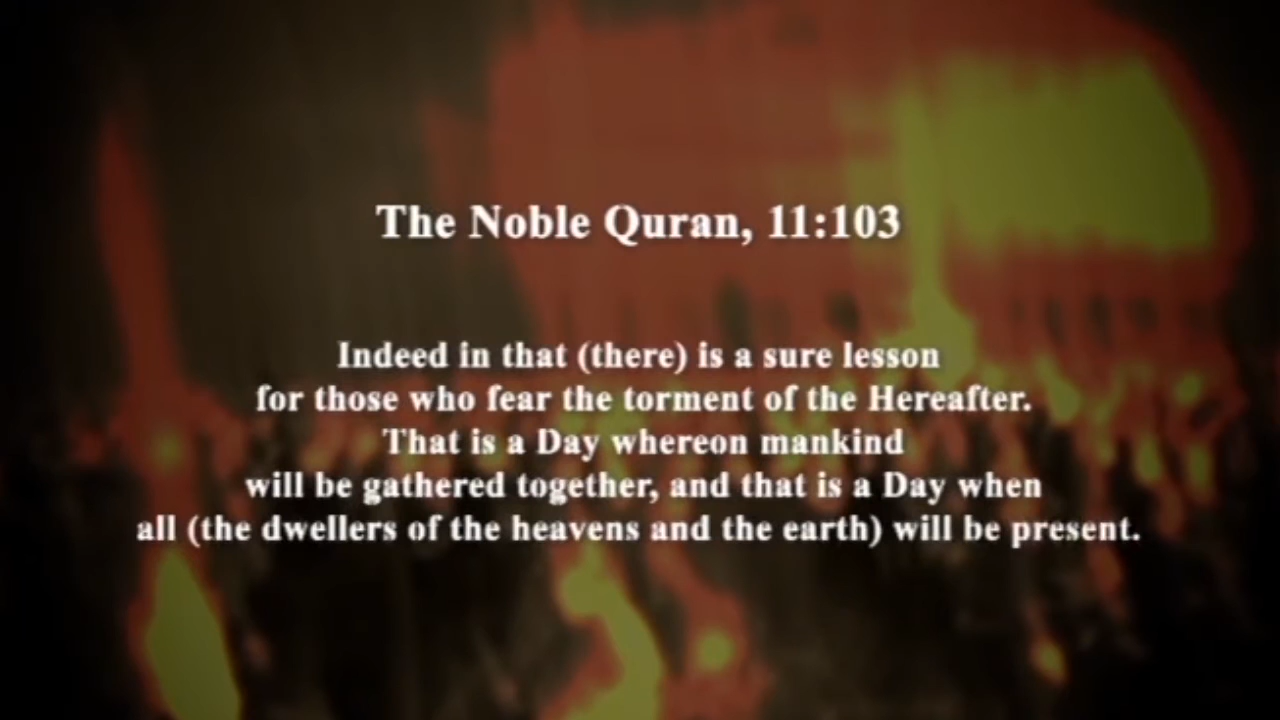 The Noble Quran, 11:103
Indeed in that (there) is a sure lesson
for those who fear the torment of the Hereafter.
That is a Day whereon mankind
will be gathered together, and that is a Day when
all (the dwellers of the heavens and the earth) will be present.